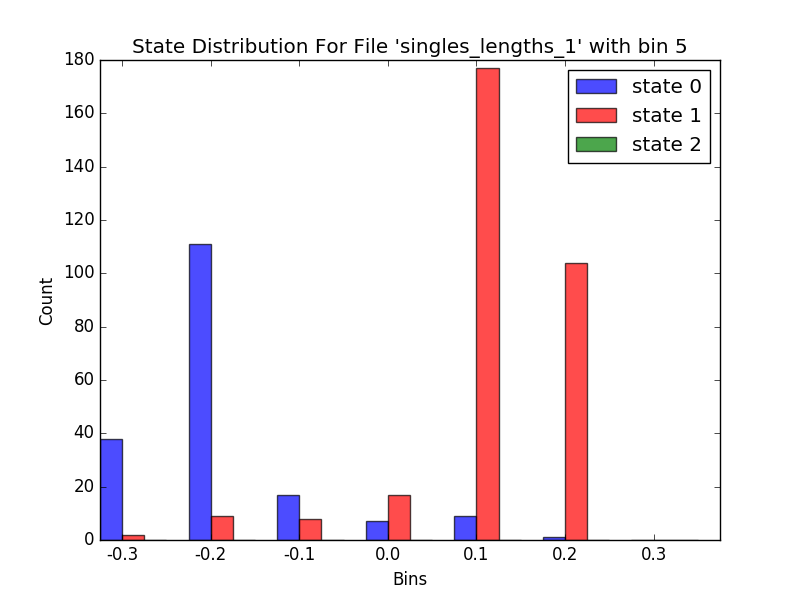 State Distribution For File 'singles_lengths_1' with bin 5
180
160
140
120
100
80
60
40
20
0
Count
state 0
state 1
state 2
-0.3 -0.2 -0.1 0.0 0.1 0.2 0.3
Bins